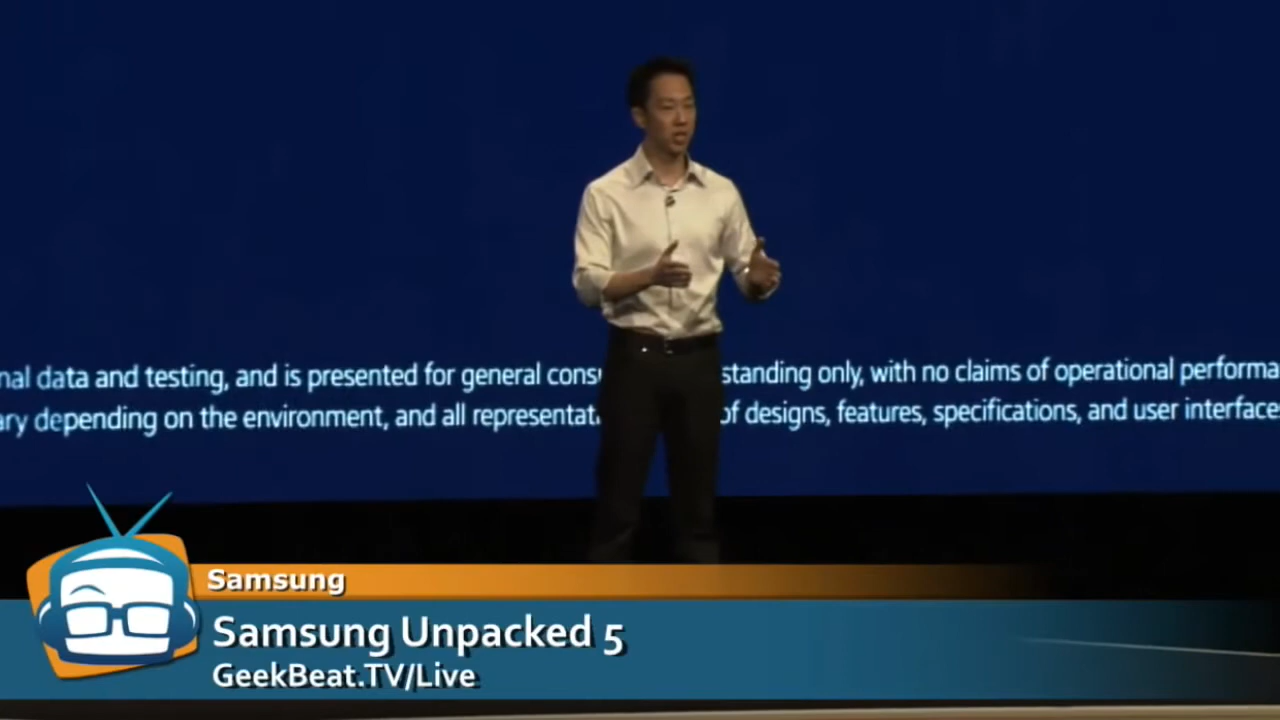 nal data and testing, and is presented for general cons standing only, with no claims of operational performa
ary depending on the environment, and all representat of designs, features, specifications, and user interface
Samsung
Samsung Unpacked 5
GeekBeat.TV/Live